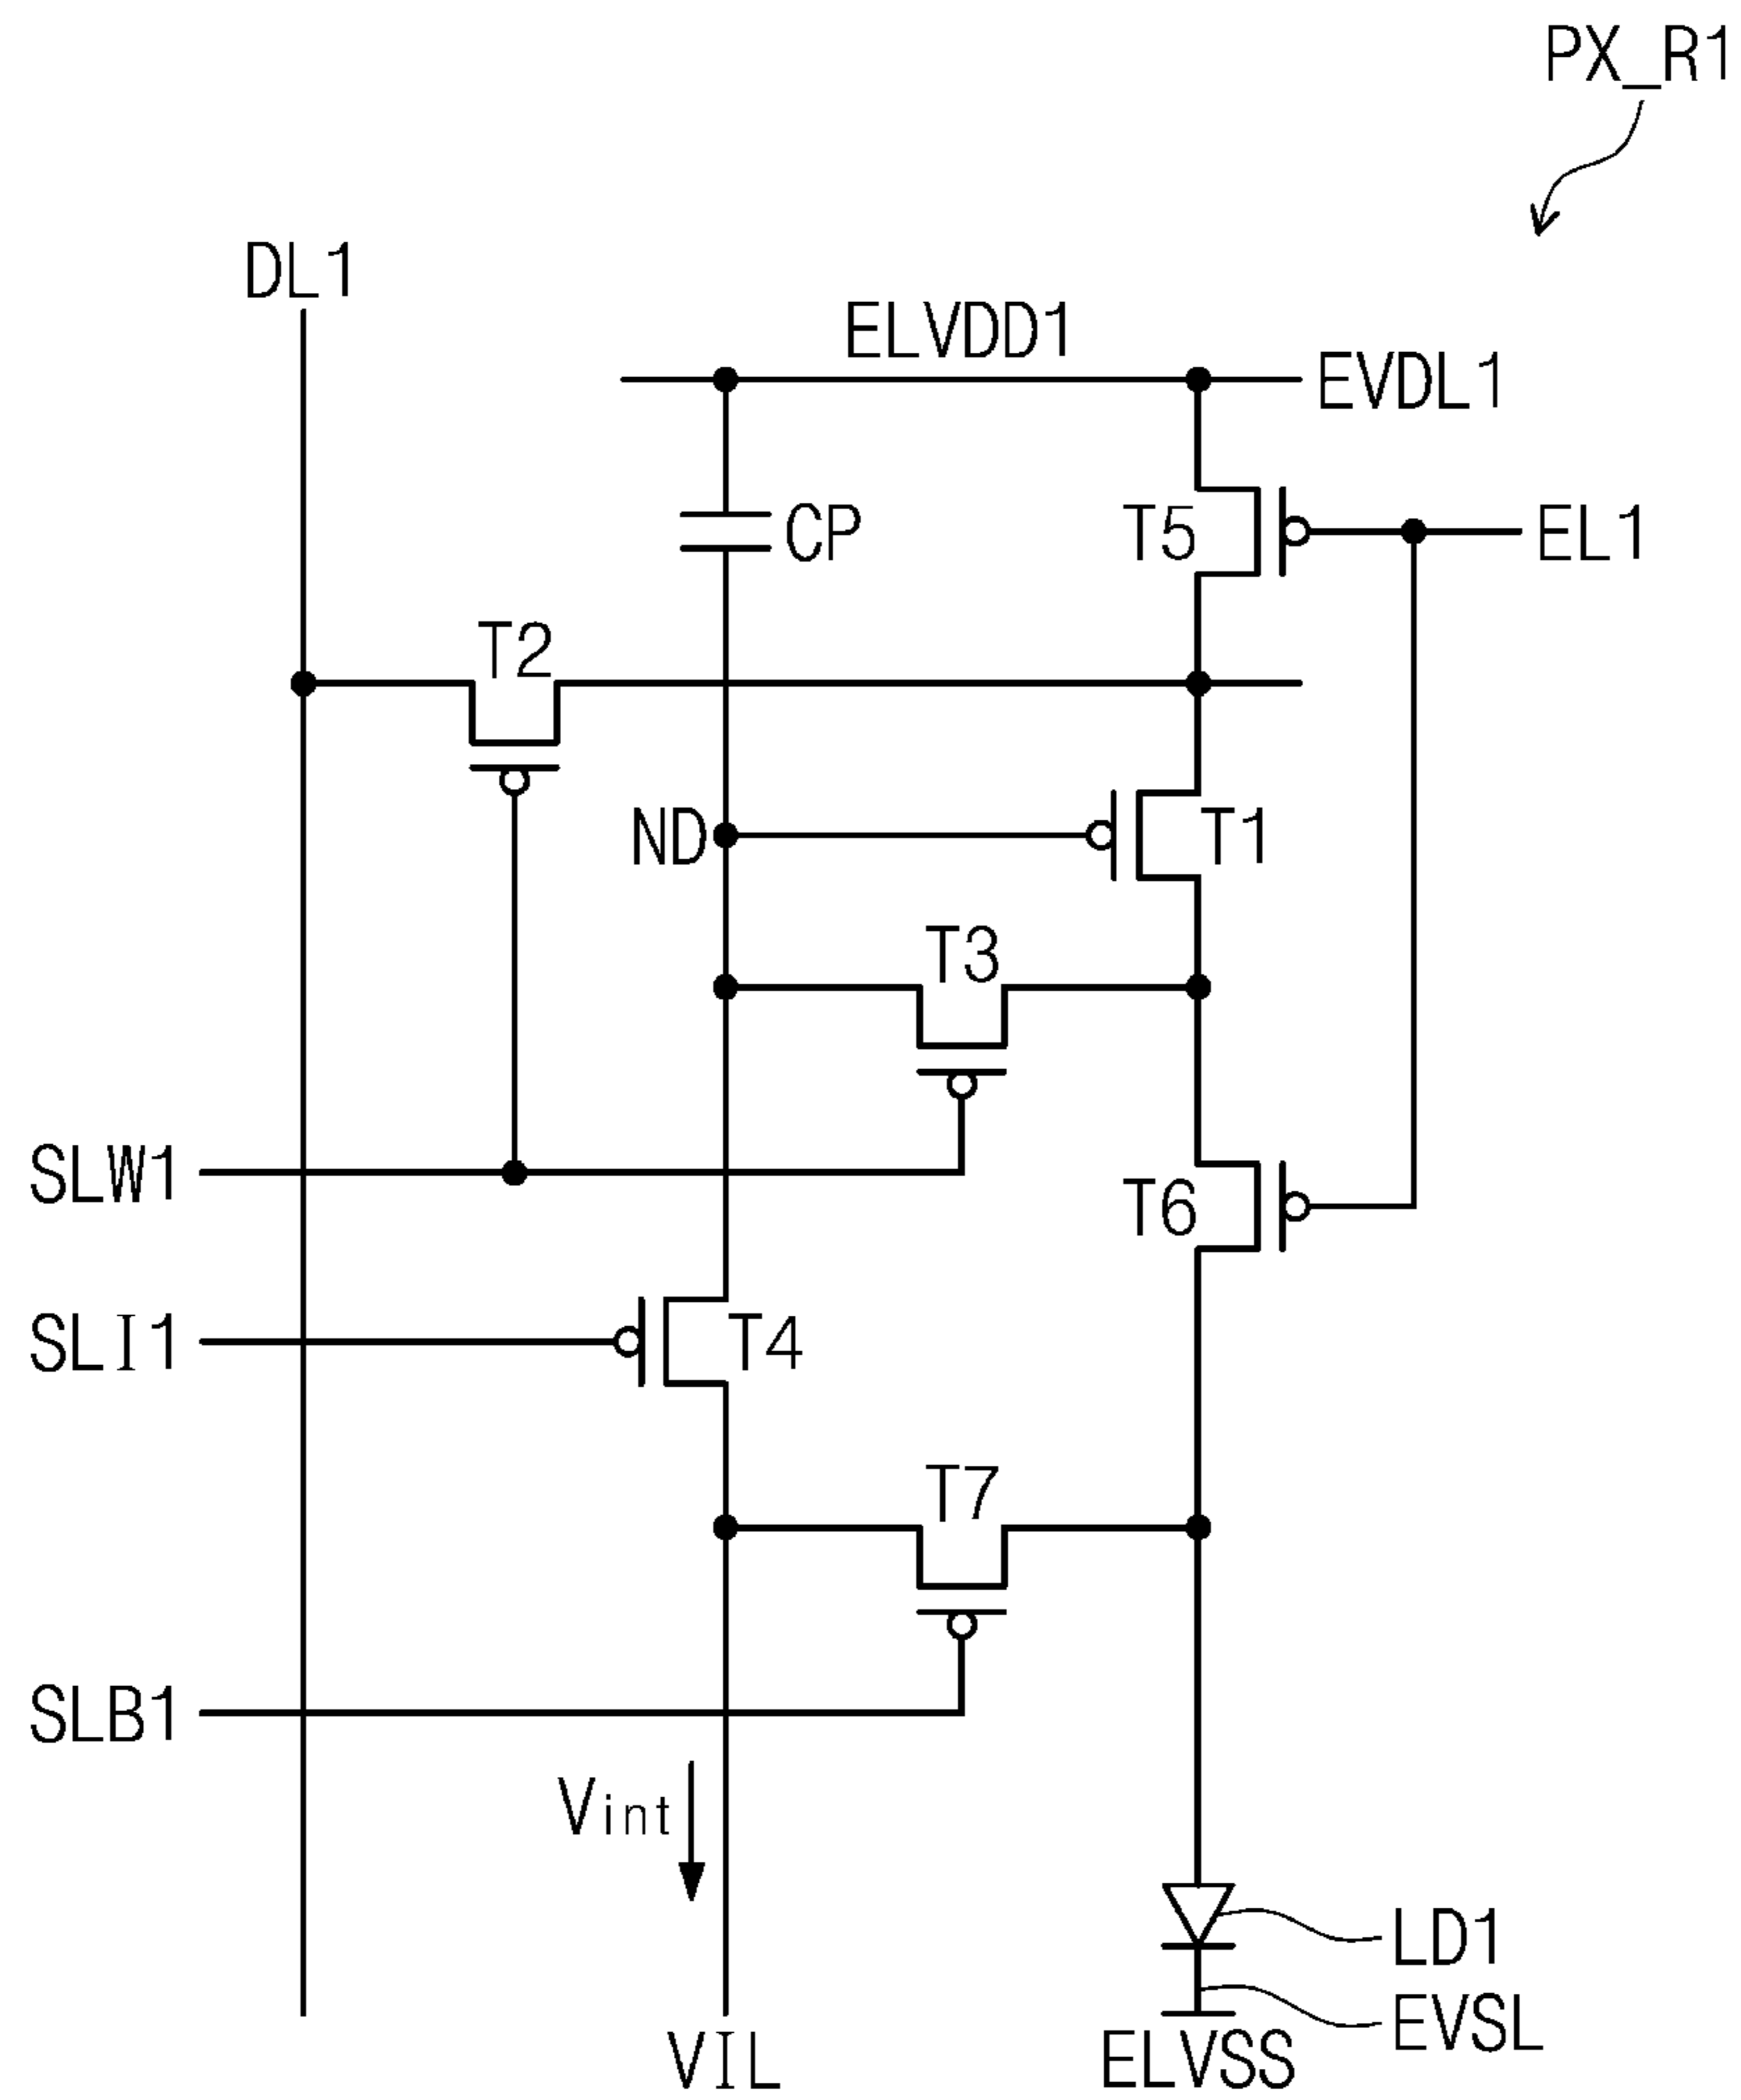 PX_R1
DL1
ELVDD1
EVDL1
CP
T5
EL1
T2
ND
T1
T3
SLW1
T6
SLI1
T4
T7
SLB1
Vint
LD1
EVSL
VIL
ELVSS